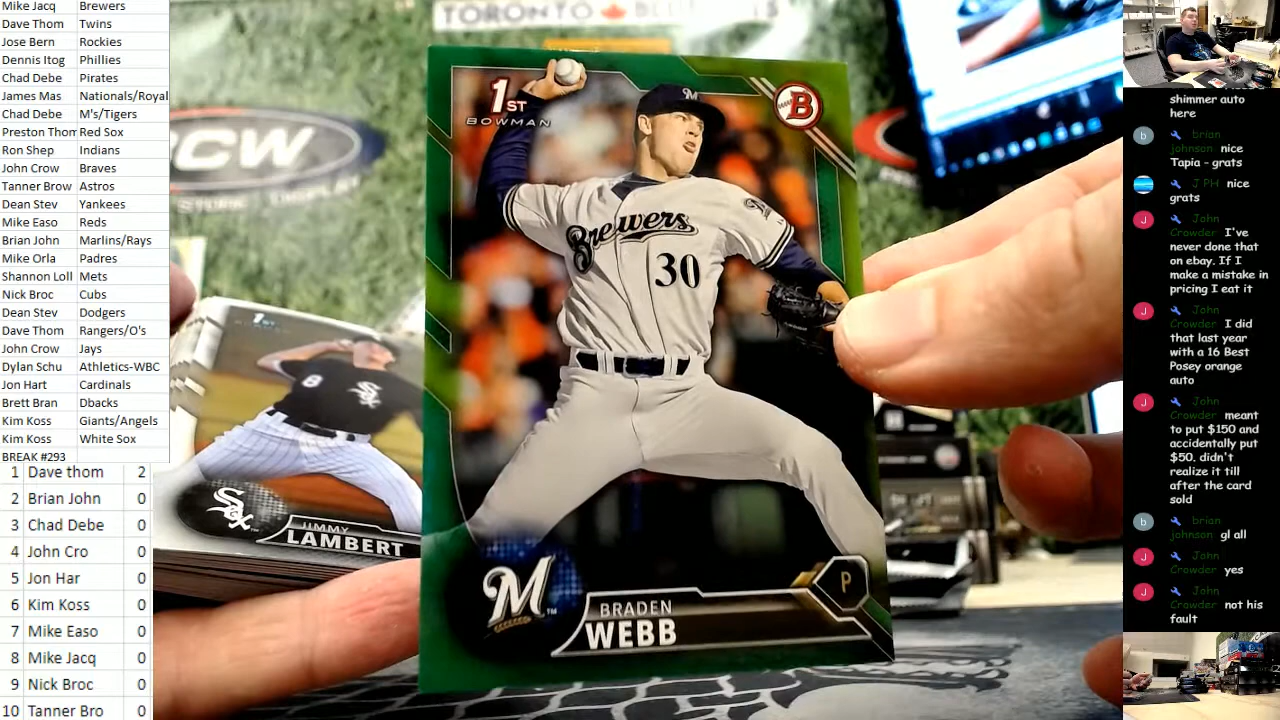 Mike Jacq Brewers
Dave Thom Twins
Jose Bern Rockies
Dennis Itog Phillies
Chad Debe Pirates
James Mas Nationals/Royal
Chad Debe M's/Tigers
Preston Thom Red Sox
Ron Shep Indians
John Crow Braves
Tanner Brow Astros
Dean Stev Yankees
Mike Easo Reds
Brian John Marlins/Rays
Mike Orla Padres
Shannon Loll Mets
Nick Broc Cubs
Dean Stev Dodgers
Dave Thom Rangers/O's
John Crow Jays
Dylan Schu Athletics-WBC
Jon Hart Cardinals
Brett Bran Dbacks
Kim Koss Giants/Angels
Kim Koss White Sox
BREAK #293
1 Dave thom 2
2 Brian John 0
3 Chad Debe 0
4 John Cro 0
5 Jon Har 0
6 Kim Koss 0
7 Mike Easo 0
8 Mike Jacq 0
9 Nick Broc 0
10 Tanner Bro 0
TORONTO
CW
1ST
BOWMAN
B
Brewers
30
M
P
BRADEN
WEBB
8
Sox
Sox
JIMMY
LAMBERT
shimmer auto
here
b brian
johnson nice
Tapia - grats
J PH nice
grats
J John
Crowder I've
never done that
on ebay. If I
make a mistake in
pricing I eat it
J John
Crowder I did
that last year
with a 16 Best
Posey orange
auto
J John
Crowder meant
to put $150 and
accidentally put
$50. didn't
realize it till
after the card
sold
b brian
johnson gl all
J John
Crowder yes
J John
Crowder not his
fault